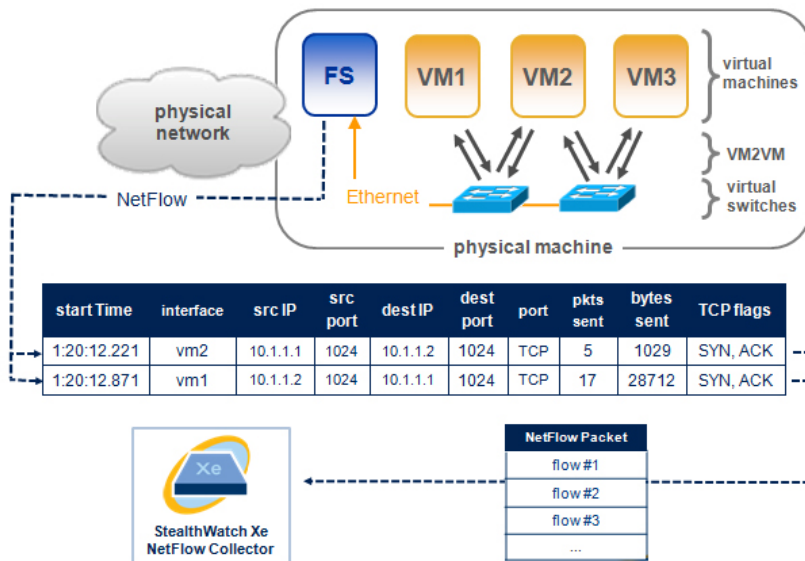 FS
VM1
VM2
VM3
virtual
machines
physical
network
VM2VM
NetFlow
Ethernet
virtual
switches
physical machine
start Time interface src IP src port dest IP dest port port pkts sent bytes sent TCP flags
1:20:12.221 vm2 10.1.1.1 1024 10.1.1.2 1024 TCP 5 1029 SYN, ACK
1:20:12.871 vm1 10.1.1.2 1024 10.1.1.1 1024 TCP 17 28712 SYN, ACK
Xe
StealthWatch Xe
NetFlow Collector
NetFlow Packet
flow #1
flow #2
flow #3
...